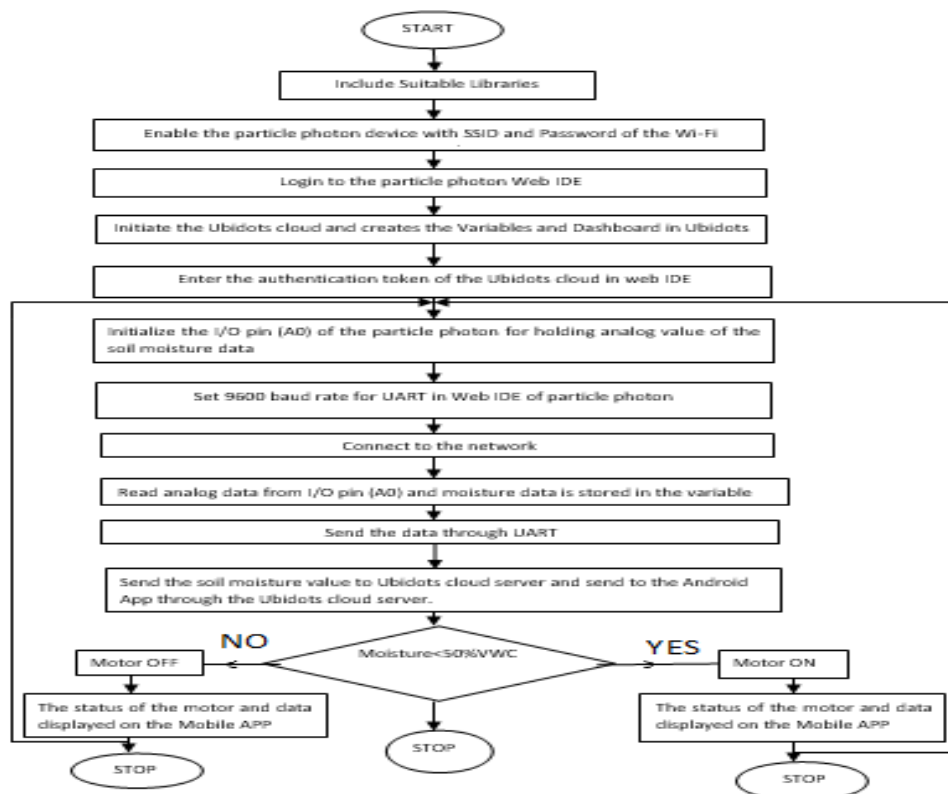 START
Include Suitable Libraries
Enable the particle photon device with SSID and Password of the Wi-Fi
Login to the particle photon Web IDE
Initiate the Ubidots cloud and creates the Variables and Dashboard in Ubidots
Enter the authentication token of the Ubidots cloud in web IDE
Initialize the I/O pin (A0) of the particle photon for holding analog value of the
soil moisture data
Set 9600 baud rate for UART in Web IDE of particle photon
Connect to the network
Read analog data from I/O pin (A0) and moisture data is stored in the variable
Send the data through UART
Send the soil moisture value to Ubidots cloud server and send to the Android
App through the Ubidots cloud server.
NO
Moisture<50%VWC
YES
Motor OFF
Motor ON
The status of the motor and data
displayed on the Mobile APP
The status of the motor and data
displayed on the Mobile APP
STOP
STOP
STOP